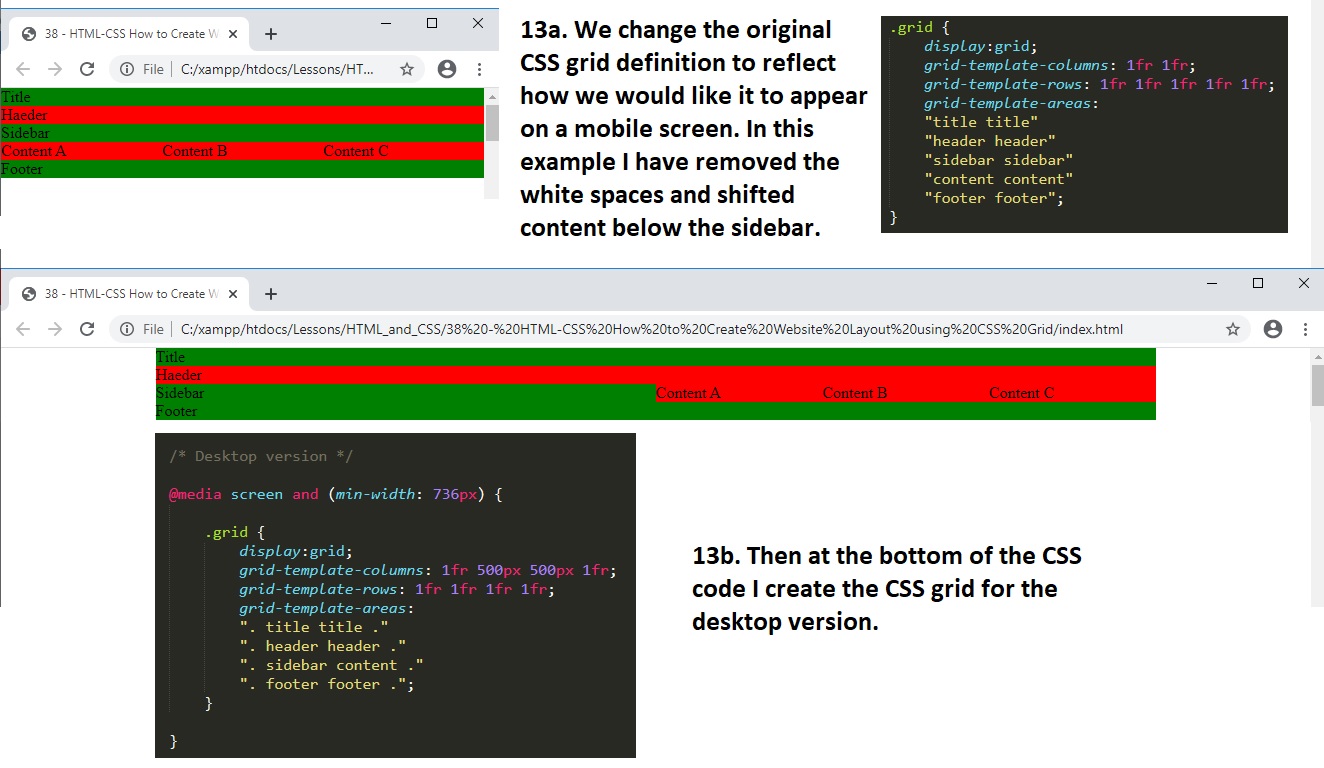 38 - HTML-CSS How to Create W
File
C:/xampp/htdocs/Lessons/HT...
Title
Haeder
Sidebar
Content A Content B Content C
Footer
13a. We change the original
CSS grid definition to reflect
how we would like it to appear
on a mobile screen. In this
example I have removed the
white spaces and shifted
content below the sidebar.
.grid {
display:grid;
grid-template-columns: 1fr 1fr;
grid-template-rows: 1fr 1fr 1fr 1fr 1fr;
grid-template-areas:
"title title"
"header header"
"sidebar sidebar"
"content content"
"footer footer";
}
38 - HTML-CSS How to Create W
File
C:/xampp/htdocs/Lessons/HTML_and_CSS/38%20-%20HTML-CSS%20How%20to%20Create%20Website%20Layout%20using%20CSS%20Grid/index.html
Title
Haeder
Sidebar Content A Content B Content C
Footer
/* Desktop version */
@media screen and (min-width: 736px) {
.grid {
display:grid;
grid-template-columns: 1fr 500px 500px 1fr;
grid-template-rows: 1fr 1fr 1fr 1fr;
grid-template-areas:
". title title ."
". header header ."
". sidebar content ."
". footer footer .";
}
}
13b. Then at the bottom of the CSS
code I create the CSS grid for the
desktop version.